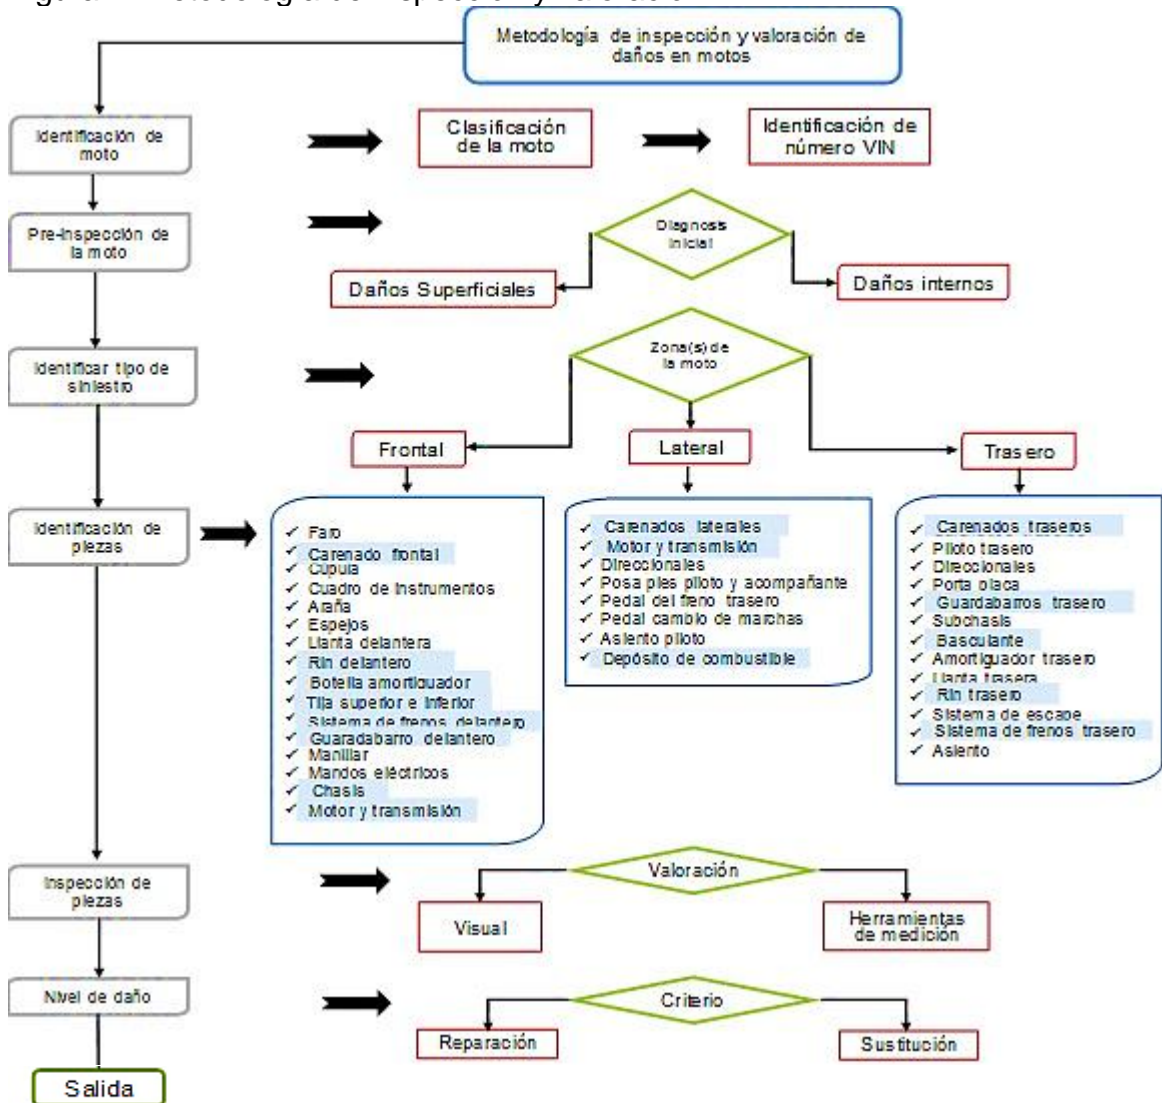 Metodología de inspección y valoración de
daños en motos
Identificación de
moto
Clasificación
de la moto
Identificación de
número VIN
Pre-inspección de
la moto
Diagnosis
inicial
Daños Superficiales
Daños internos
Identificar tipo de
siniestro
Zona(s) de
la moto
Frontal
Lateral
Trasero
Identificación de
piezas
✓ Faro
✓ Carenado frontal
✓ Cúpula
✓ Cuadro de instrumentos
✓ Araña
✓ Espejos
✓ Llanta delantera
✓ Rin delantero
✓ Botella amortiguador
✓ Tija superior e inferior
✓ Sistema de frenos delantero
✓ Guaradabarro delantero
✓ Manillar
✓ Mandos eléctricos
✓ Chasis
✓ Motor y transmisión
✓ Carenados laterales
✓ Motor y transmisión
✓ Direccionales
✓ Posa pies piloto y acompañante
✓ Pedal del freno trasero
✓ Pedal cambio de marchas
✓ Asiento piloto
✓ Depósito de combustible
✓ Carenados traseros
✓ Piloto trasero
✓ Direccionales
✓ Porta placa
✓ Guardabarros trasero
✓ Subchasis
✓ Basculante
✓ Amortiguador trasero
✓ Llanta trasera
✓ Rin trasero
✓ Sistema de escape
✓ Sistema de frenos trasero
✓ Asiento
Inspección de
piezas
Valoración
Visual
Herramientas
de medición
Nivel de daño
Criterio
Reparación
Sustitución
Salida